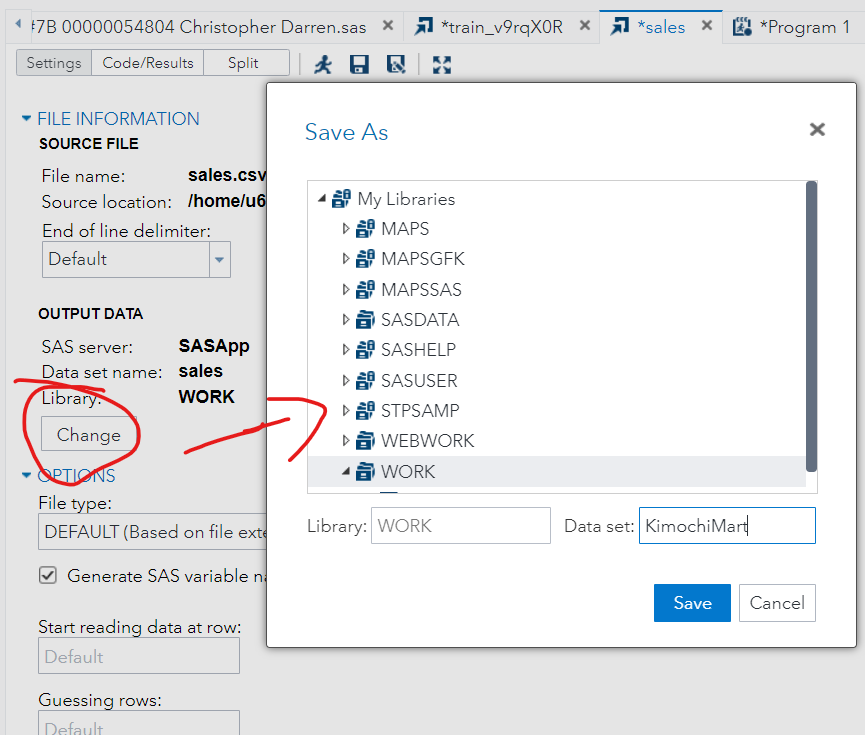 #7B 00000054804 Christopher Darren.sas
*train_v9rqX0R
*sales
*Program 1
Settings
Code/Results
Split
FILE INFORMATION
SOURCE FILE
File name: sales.csv
Source location: /home/u6
End of line delimiter:
Default
OUTPUT DATA
SAS server: SASApp
Data set name: sales
Library: WORK
Change
OPTIONS
File type:
DEFAULT (Based on file exte
Generate SAS variable na
Start reading data at row:
Default
Guessing rows:
Default
Save As
My Libraries
MAPS
MAPSGFK
MAPSSAS
SASDATA
SASHELP
SASUSER
STPSAMP
WEBWORK
WORK
Library: WORK
Data set: KimochiMart
Save
Cancel